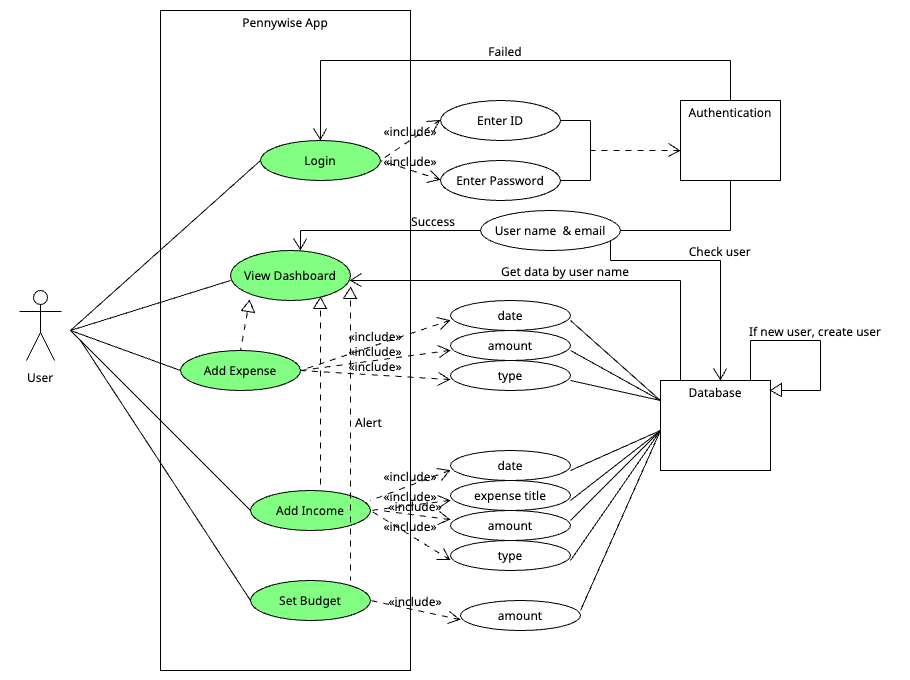 Pennywise App
Failed
Authentication
«include»
Enter ID
Login
«include»
Enter Password
Success
User name  & email
Check user
View Dashboard
Get data by user name
date
If new user, create user
«include»
amount
«include»
Add Expense
«include»
type
User
Database
Alert
date
«include»
expense title
«include»
«include»
Add Income
amount
«include»
type
Set Budget
«include»
amount